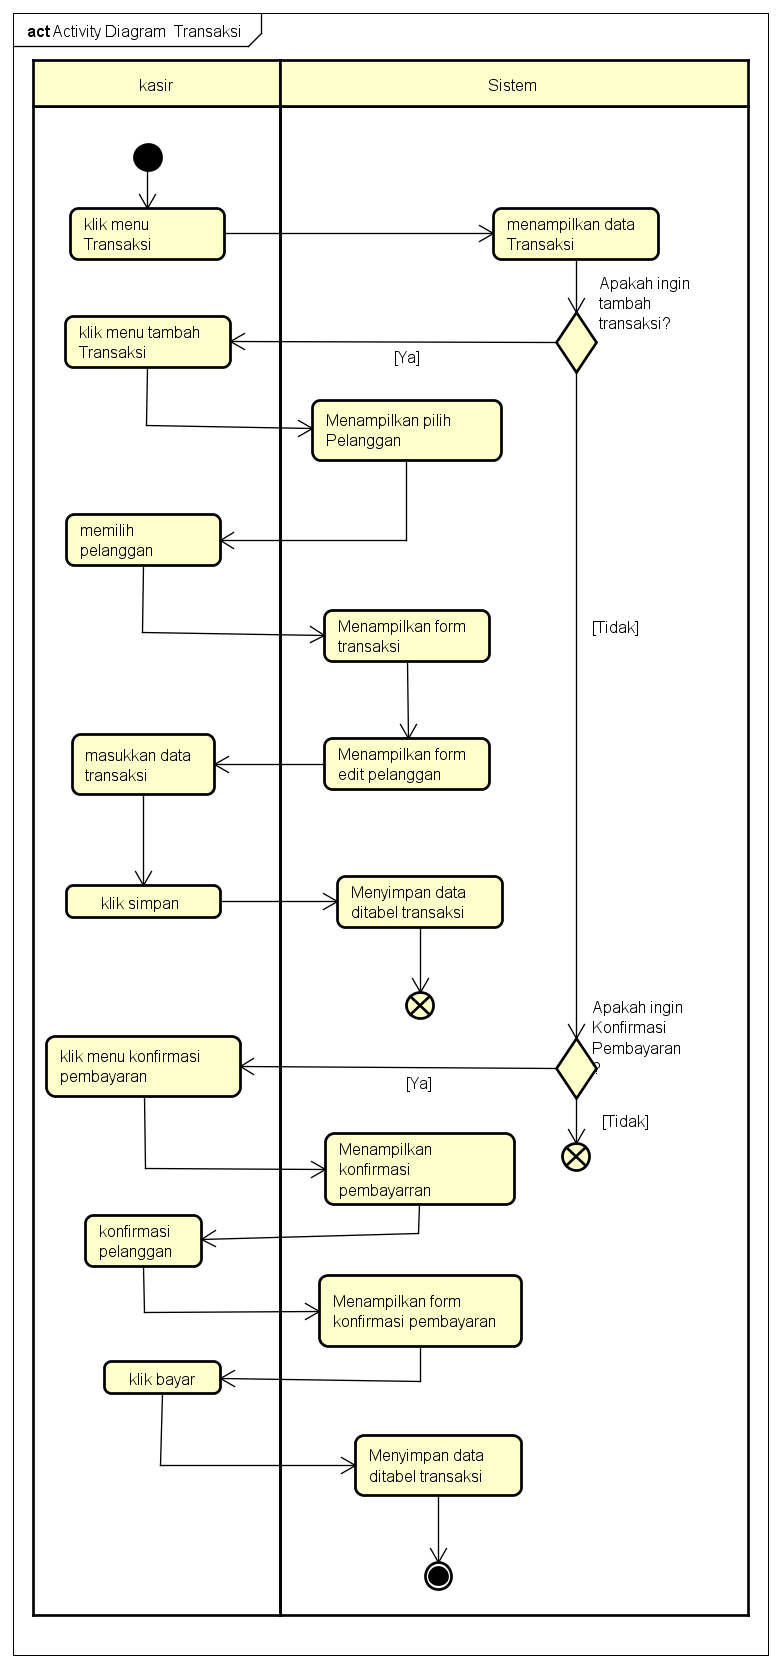 act Activity Diagram  Transaksi
kasir
Sistem
klik menu
Transaksi
menampilkan data
Transaksi
Apakah ingin
tambah
transaksi?
klik menu tambah
Transaksi
[Ya]
Menampilkan pilih
Pelanggan
memilih
pelanggan
Menampilkan form
transaksi
[Tidak]
masukkan data
transaksi
Menampilkan form
edit pelanggan
klik simpan
Menyimpan data
ditabel transaksi
Apakah ingin
Konfirmasi
Pembayaran
?
klik menu konfirmasi
pembayaran
[Ya]
[Tidak]
Menampilkan
konfirmasi
pembayarran
konfirmasi
pelanggan
Menampilkan form
konfirmasi pembayaran
klik bayar
Menyimpan data
ditabel transaksi